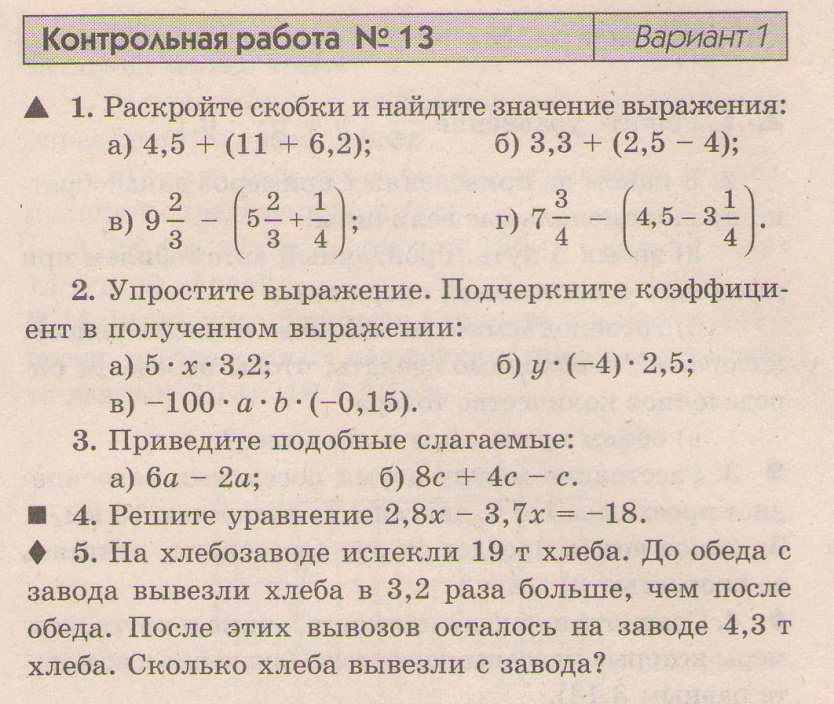 Контрольная работа № 13 Вариант 1
▲ 1. Раскройте скобки и найдите значение выражения:
а) 4,5 + (11 + 6,2); б) 3,3 + (2,5 − 4);
в) 9 2/3 (5 2/3 + 1/4); г) 7 3/4 (4,5 − 3 1/4).
2. Упростите выражение. Подчеркните коэффици-
ент в полученном выражении:
а) 5 · x · 3,2; б) y · (−4) · 2,5;
в) −100 · a · b · (−0,15).
3. Приведите подобные слагаемые:
а) 6a 2a; б) 8c + 4c c.
■ 4. Решите уравнение 2,8x 3,7x −18.
♦ 5. На хлебозаводе испекли 19 т хлеба. До обеда с
завода вывезли хлеба в 3,2 раза больше, чем после
обеда. После этих вывозов осталось на заводе 4,3 т
хлеба. Сколько хлеба вывезли с завода?